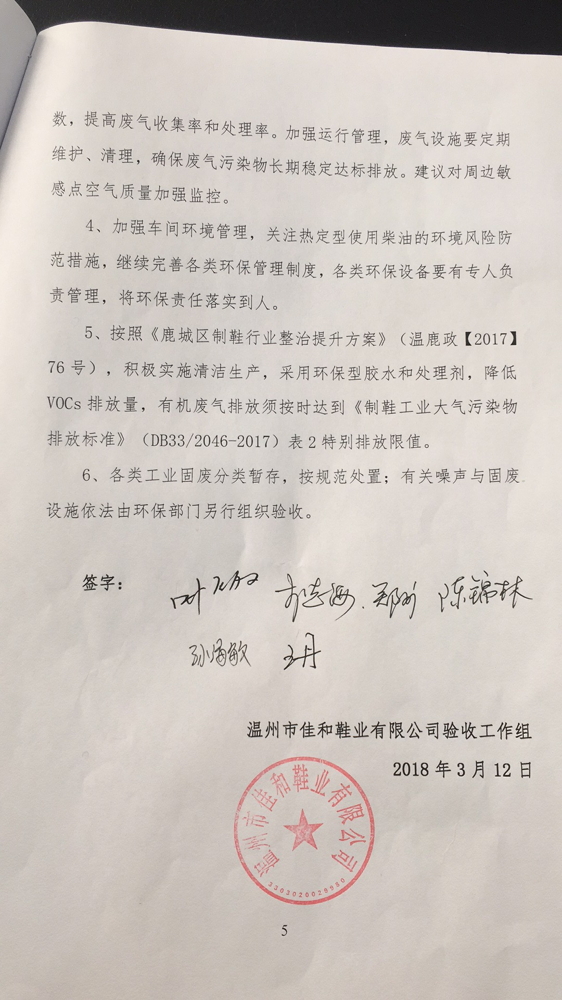 数，提高废气收集率和处理率。加强运行管理，废气设施要定期
维护、清理，确保废气污染物长期稳定达标排放。建议对周边敏
感点空气质量加强监控。
4、加强车间环境管理，关注热定型使用柴油的环境风险防
范措施，继续完善各类环保管理制度，各类环保设备要有专人负
责管理，将环保责任落实到人。
5、按照《鹿城区制鞋行业整治提升方案》（温鹿政【2017】
76号），积极实施清洁生产，采用环保型胶水和处理剂，降低
VOCs排放量，有机废气排放须按时达到《制鞋工业大气污染物
排放标准》（DB33/2046-2017）表2特别排放限值。
6、各类工业固废分类暂存，按规范处置；有关噪声与固废
设施依法由环保部门另行组织验收。
签字：
陈锦林
孙海敏 王丹
温州市佳和鞋业有限公司验收工作组
2018年3月12日
温州市佳和鞋业有限公司
3303020029980
5